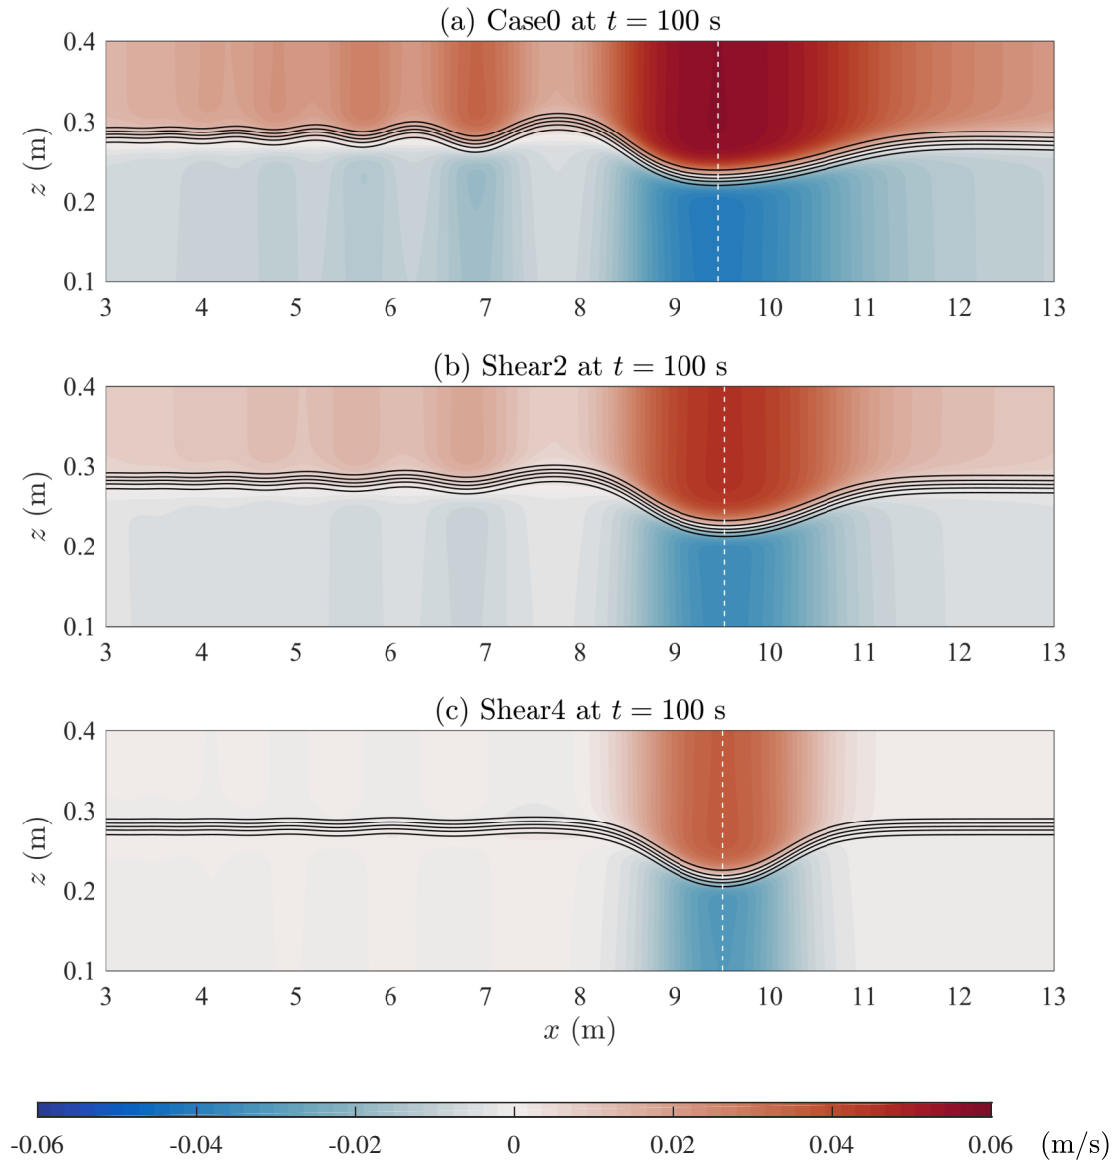 (a) Case0 at t = 100 s
0.4
0.3
0.2
0.1
z (m)
3 4 5 6 7 8 9 10 11 12 13
(b) Shear2 at t = 100 s
0.4
0.3
0.2
0.1
z (m)
3 4 5 6 7 8 9 10 11 12 13
(c) Shear4 at t = 100 s
0.4
0.3
0.2
0.1
z (m)
3 4 5 6 7 8 9 10 11 12 13
x (m)
-0.06 -0.04 -0.02 0 0.02 0.04 0.06 (m/s)